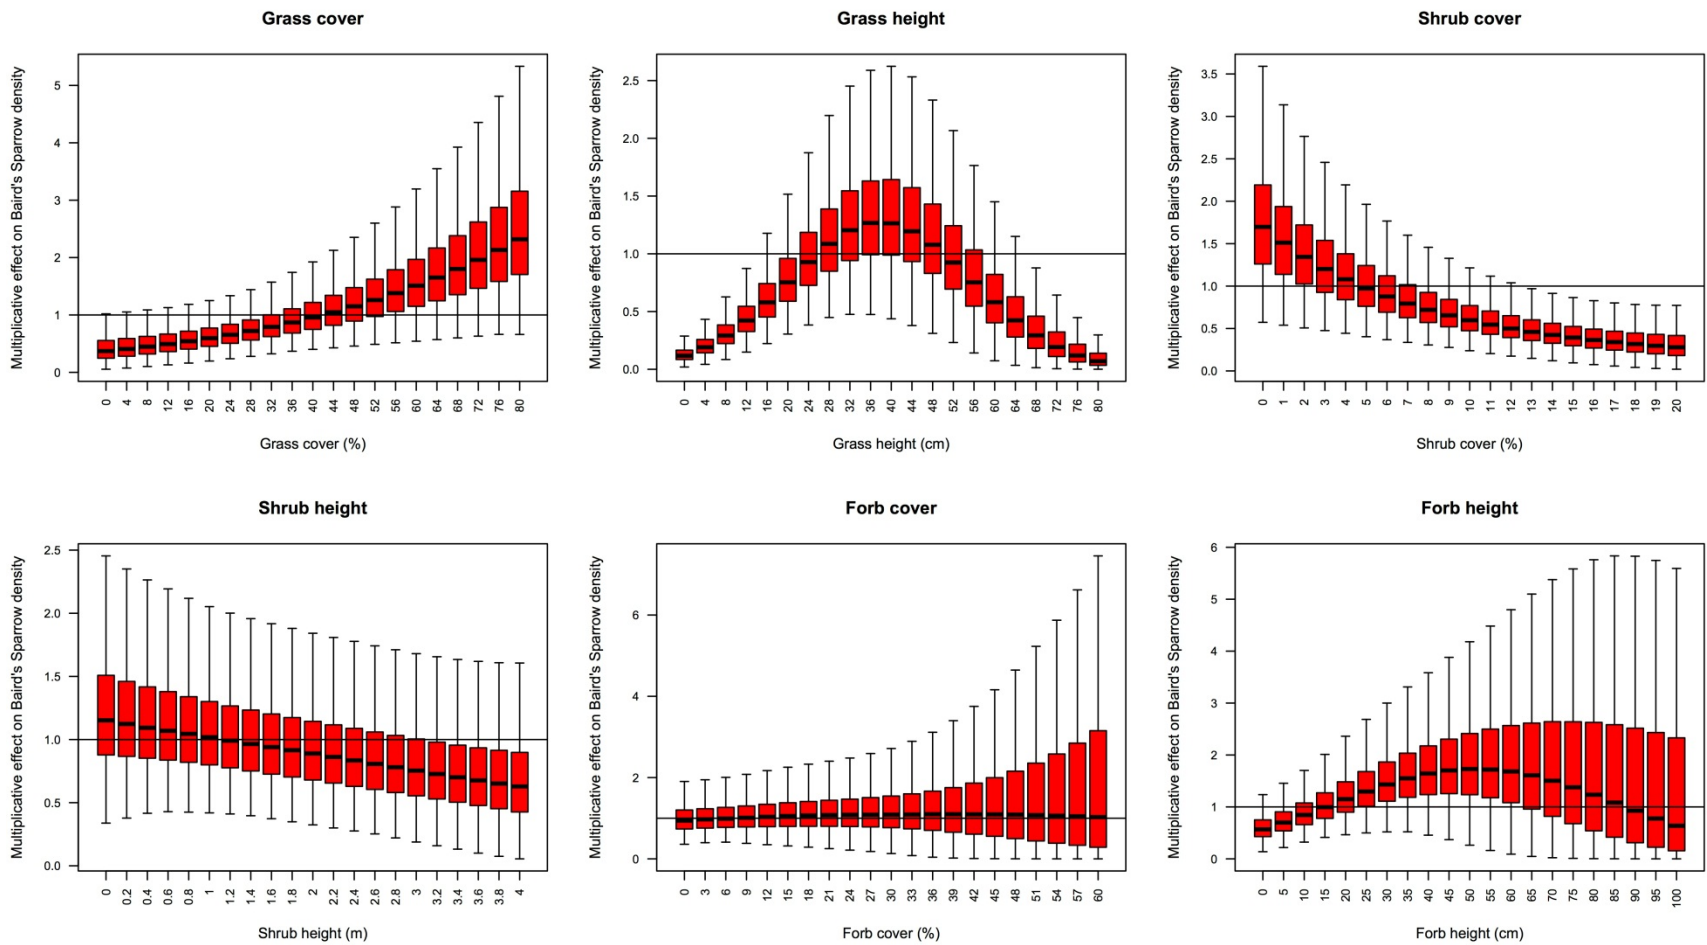 Grass cover
Multiplicative effect on Baird's Sparrow density
5
4
3
2
1
0
0 4 8 12 16 20 24 28 32 36 40 44 48 52 56 60 64 68 72 76 80
Grass cover (%)
Grass height
Multiplicative effect on Baird's Sparrow density
2.5
2.0
1.5
1.0
0.5
0.0
0 4 8 12 16 20 24 28 32 36 40 44 48 52 56 60 64 68 72 76 80
Grass height (cm)
Shrub cover
Multiplicative effect on Baird's Sparrow density
3.5
3.0
2.5
2.0
1.5
1.0
0.5
0.0
0 1 2 3 4 5 6 7 8 9 10 11 12 13 14 15 16 17 18 19 20
Shrub cover (%)
Shrub height
Multiplicative effect on Baird's Sparrow density
2.5
2.0
1.5
1.0
0.5
0.0
0 0.2 0.4 0.6 0.8 1 1.2 1.4 1.6 1.8 2 2.2 2.4 2.6 2.8 3 3.2 3.4 3.6 3.8 4
Shrub height (m)
Forb cover
Multiplicative effect on Baird's Sparrow density
6
4
2
0
0 3 6 9 12 15 18 21 24 27 30 33 36 39 42 45 48 51 54 57 60
Forb cover (%)
Forb height
Multiplicative effect on Baird's Sparrow density
6
5
4
3
2
1
0
0 5 10 15 20 25 30 35 40 45 50 55 60 65 70 75 80 85 90 95 100
Forb height (cm)